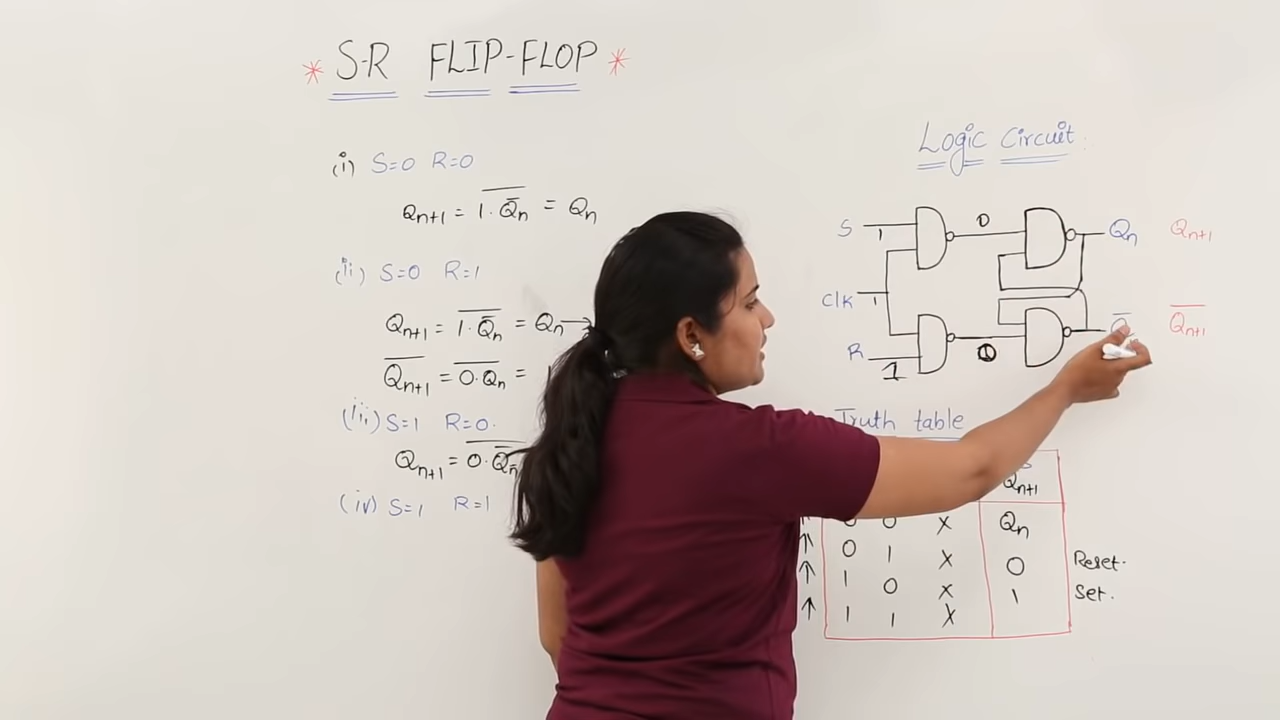 * S-R FLIP-FLOP *
(i) S=0 R=0
Qn+1 = 1.Q̅n = Qn
(ii) S=0 R=1
Qn+1 = 1.Q̅n = Qn →
Q̅n+1 = 0.Qn =
(iii) S=1 R=0.
Qn+1 = 0.Q̅n
(iv) S=1 R=1
Logic Circuit:
S 1 0 Qn Qn+1
Clk 1
R 1 Q̅n+1
Truth table
Qn+1
0 0 X Qn
↑ 0 1 X 0 Reset.
↑ 1 0 X 1 Set.
↑ 1 1 X